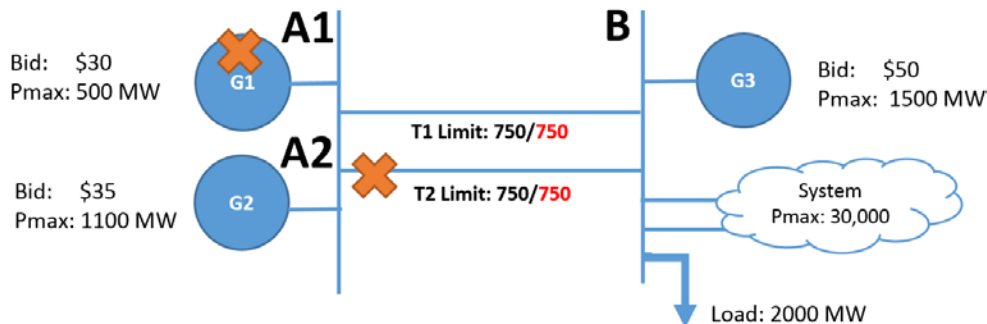 A1
B
Bid: $30
Pmax: 500 MW
G1
G3
Bid: $50
Pmax: 1500 MW
T1 Limit: 750/750
A2
Bid: $35
Pmax: 1100 MW
G2
T2 Limit: 750/750
System
Pmax: 30,000
Load: 2000 MW